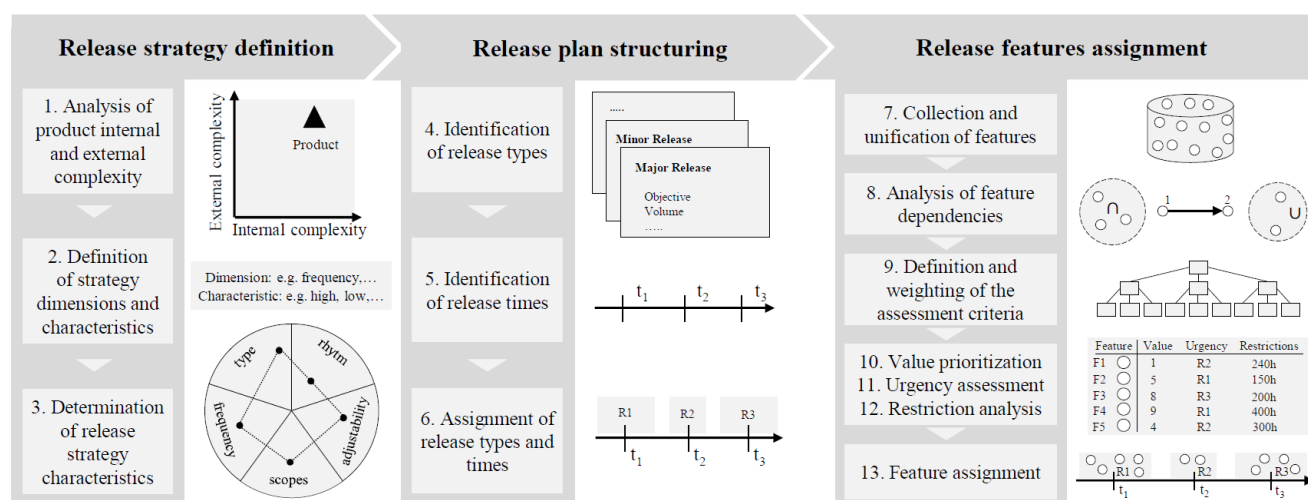 Release strategy definition
Release plan structuring
Release features assignment
1. Analysis of
product internal
and external
complexity
External complexity
Product
Internal complexity
2. Definition
of strategy
dimensions and
characteristics
Dimension: e.g. frequency,…
Characteristic: e.g. high, low,…
3. Determination
of release
strategy
characteristics
type
rhytm
frequency
adjustability
scopes
4. Identification
of release types
.....
Minor Release
Major Release
Objective
Volume
.....
5. Identification
of release times
t1 t2 t3
6. Assignment of
release types and
times
R1 R2 R3
t1 t2 t3
7. Collection and
unification of
features
8. Analysis of feature
dependencies
∩ 1 2 ∪
9. Definition and
weighting of the
assessment criteria
10. Value prioritization
11. Urgency assessment
12. Restriction analysis
Feature Value Urgency Restrictions
F1 1 R2 240h
F2 5 R1 150h
F3 8 R3 200h
F4 9 R1 400h
F5 4 R2 300h
13. Feature assignment
R1 R2 R3
t1 t2 t3